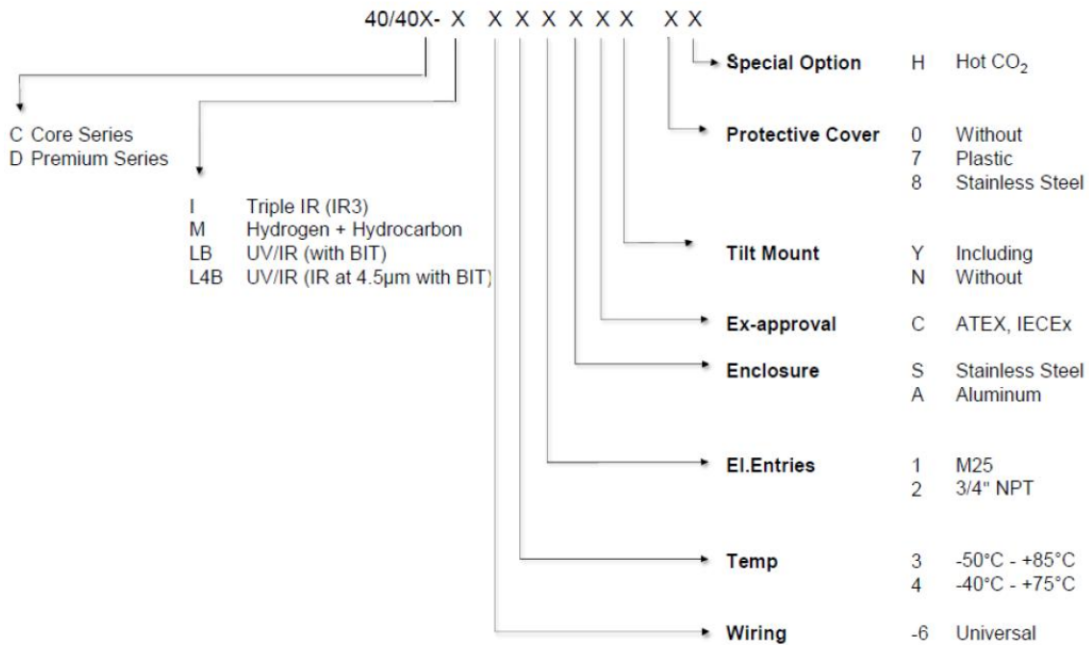 40/40X- X X X X X X X X X
Special Option H Hot CO₂
C Core Series
D Premium Series
Protective Cover 0 Without
7 Plastic
8 Stainless Steel
I Triple IR (IR3)
M Hydrogen + Hydrocarbon
LB UV/IR (with BIT)
L4B UV/IR (IR at 4.5µm with BIT)
Tilt Mount Y Including
N Without
Ex-approval C ATEX, IECEx
Enclosure S Stainless Steel
A Aluminum
El.Entries 1 M25
2 3/4" NPT
Temp 3 -50°C - +85°C
4 -40°C - +75°C
Wiring -6 Universal